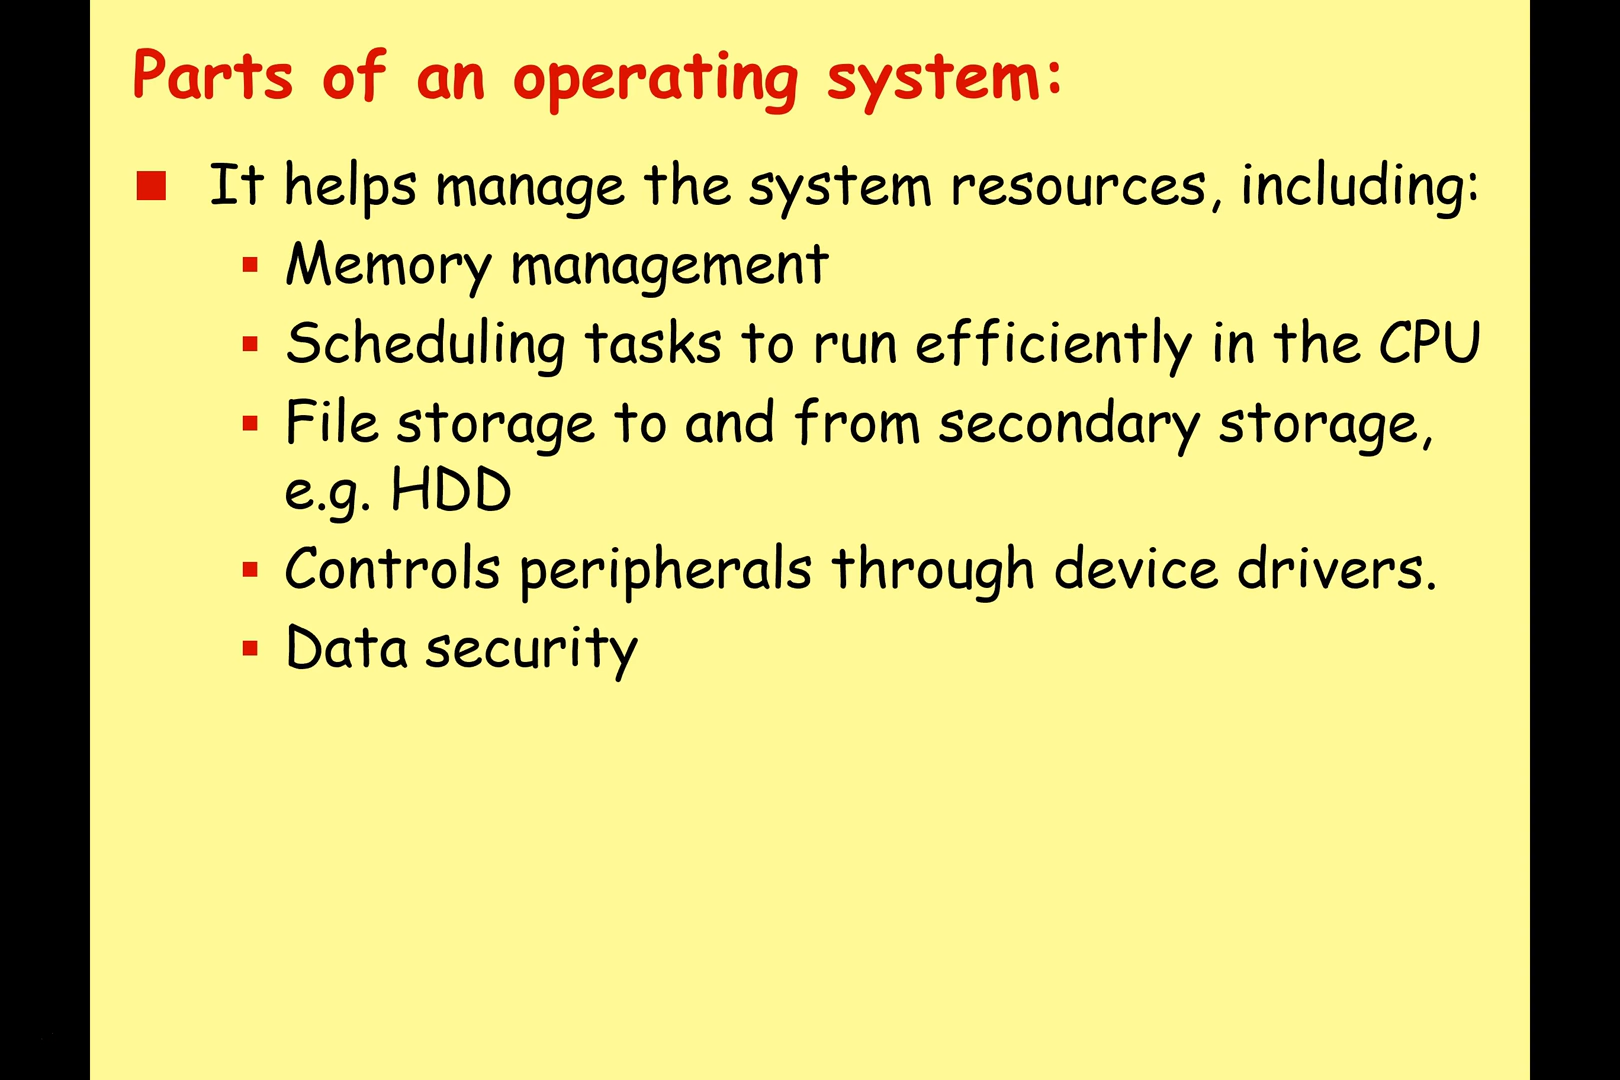 Parts of an operating system:
It helps manage the system resources, including:
Memory management
Scheduling tasks to run efficiently in the CPU
File storage to and from secondary storage,
e.g. HDD
Controls peripherals through device drivers.
Data security